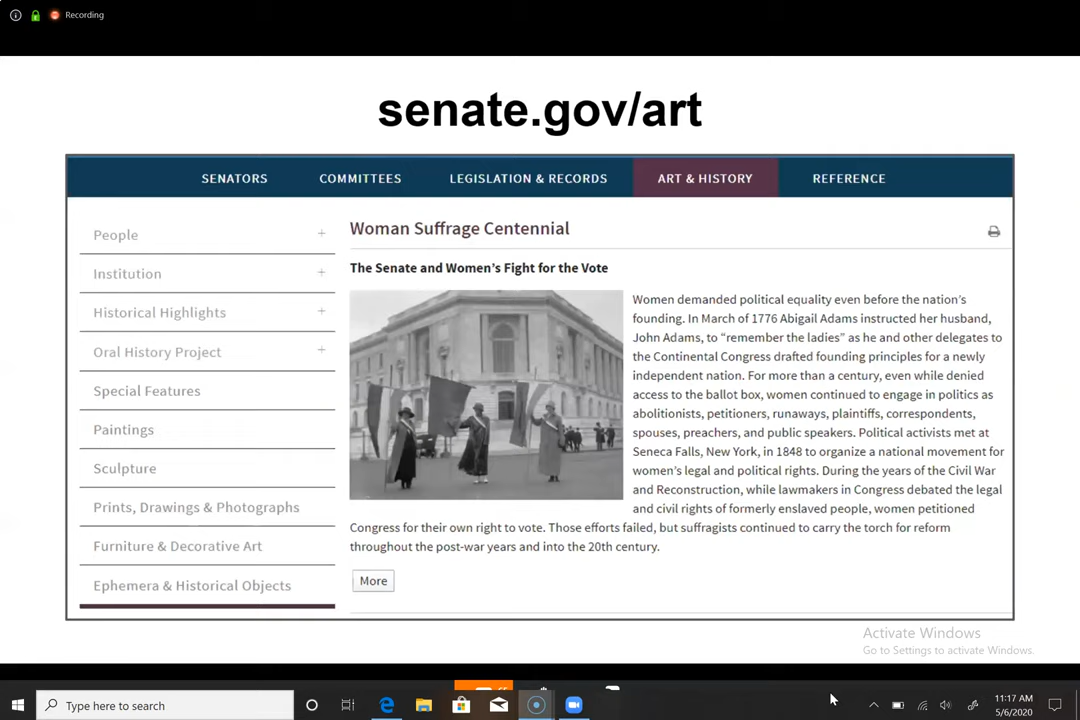 Recording
senate.gov/art
SENATORS COMMITTEES LEGISLATION & RECORDS ART & HISTORY REFERENCE
People +
Institution +
Historical Highlights +
Oral History Project +
Special Features
Paintings
Sculpture
Prints, Drawings & Photographs
Furniture & Decorative Art
Ephemera & Historical Objects
Woman Suffrage Centennial
The Senate and Women's Fight for the Vote
Women demanded political equality even before the nation's
founding. In March of 1776 Abigail Adams instructed her husband,
John Adams, to “remember the ladies” as he and other delegates to
the Continental Congress drafted founding principles for a newly
independent nation. For more than a century, even while denied
access to the ballot box, women continued to engage in politics as
abolitionists, petitioners, runaways, plaintiffs, correspondents,
spouses, preachers, and public speakers. Political activists met at
Seneca Falls, New York, in 1848 to organize a national movement for
women's legal and political rights. During the years of the Civil War
and Reconstruction, while lawmakers in Congress debated the legal
and civil rights of formerly enslaved people, women petitioned
Congress for their own right to vote. Those efforts failed, but suffragists continued to carry the torch for reform
throughout the post-war years and into the 20th century.
More
Activate Windows
Go to Settings to activate Windows.
Type here to search
11:17 AM
5/6/2020